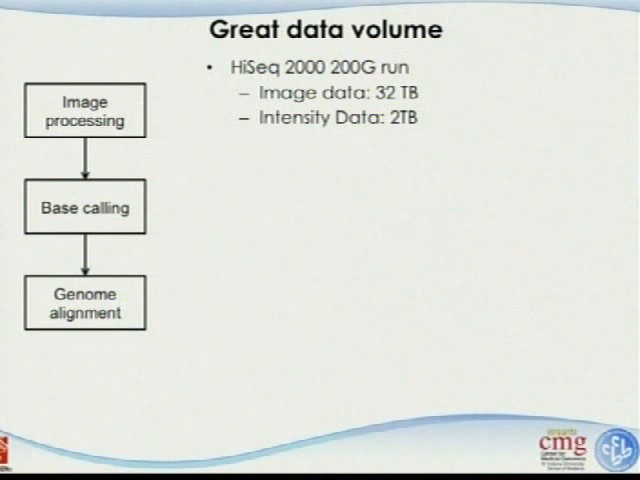 Great data volume
• HiSeq 2000 200G run
– Image data: 32 TB
– Intensity Data: 2TB
Image
processing
Base calling
Genome
alignment
cmg